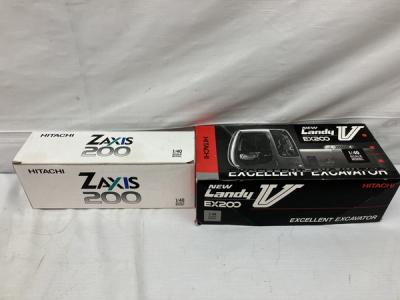 HITACHI
ZAXIS
200
1/40
HITACHI
ZAXIS
200
1/40
HITACHI
NEW
Landy V
EX200
1/40
EXCELLENT EXCAVATOR
NEW
Landy V
EX200
HITACHI
EXCELLENT EXCAVATOR